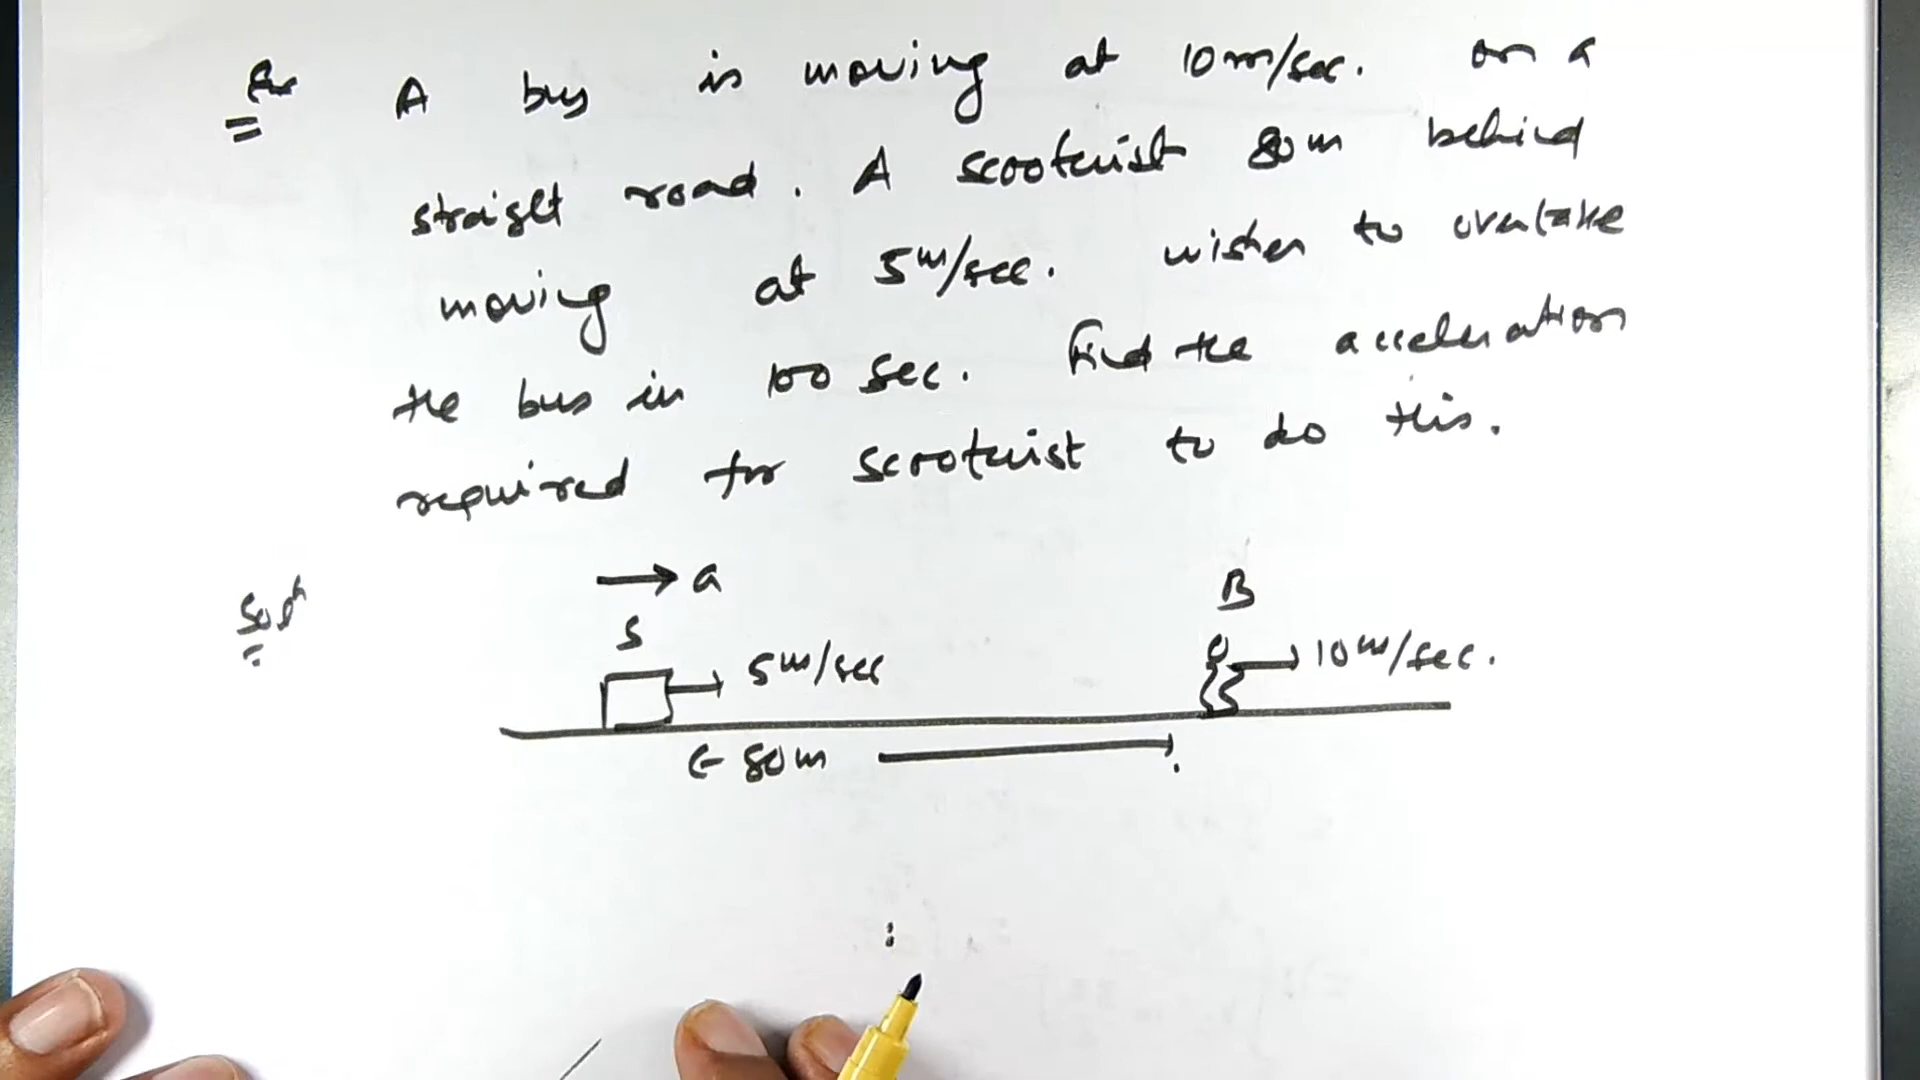 Ex A bus is moving at 10m/sec. on a
straight road. A scooterist 80m behind
moving at 5m/sec. wishes to overtake
the bus in 100 sec. Find the acceleration
required for scooterist to do this.
Soln
→ a
S B
5m/sec 10m/sec.
← 80m →